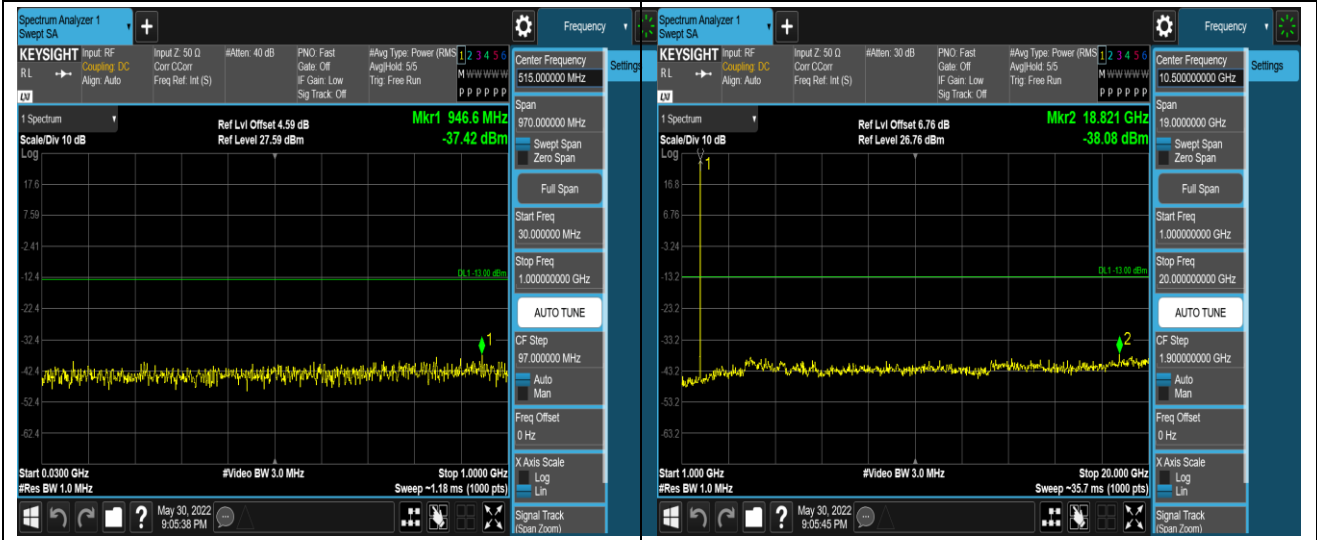 Spectrum Analyzer 1
Swept SA
Frequency
KEYSIGHT
RL
LXI
Input: RF
Coupling: DC
Align: Auto
Input Z: 50 Ω
Corr CCorr
Freq Ref: Int (S)
#Atten: 40 dB
PNO: Fast
Gate: Off
IF Gain: Low
Sig Track: Off
#Avg Type: Power (RMS
Avg|Hold: 5/5
Trig: Free Run
1 2 3 4 5 6
M W W W W W
P P P P P P
Center Frequency
515.000000 MHz
Settings
Span
970.000000 MHz
Swept Span
Zero Span
Full Span
Start Freq
30.000000 MHz
Stop Freq
1.000000000 GHz
AUTO TUNE
CF Step
97.000000 MHz
Auto
Man
Freq Offset
0 Hz
X Axis Scale
Log
Lin
Signal Track
(Span Zoom)
1 Spectrum
Scale/Div 10 dB
Log
Ref Lvl Offset 4.59 dB
Ref Level 27.59 dBm
Mkr1 946.6 MHz
-37.42 dBm
17.6
7.59
-2.41
-12.4
DL1 -13.00 dBm
-22.4
-32.4
1
-42.4
-52.4
-62.4
Start 0.0300 GHz
#Video BW 3.0 MHz
Stop 1.0000 GHz
#Res BW 1.0 MHz
Sweep ~1.18 ms (1000 pts)
?
May 30, 2022
9:05:38 PM
Spectrum Analyzer 1
Swept SA
Frequency
KEYSIGHT
RL
LXI
Input: RF
Coupling: DC
Align: Auto
Input Z: 50 Ω
Corr CCorr
Freq Ref: Int (S)
#Atten: 30 dB
PNO: Fast
Gate: Off
IF Gain: Low
Sig Track: Off
#Avg Type: Power (RMS
Avg|Hold: 5/5
Trig: Free Run
1 2 3 4 5 6
M W W W W W
P P P P P P
Center Frequency
10.500000000 GHz
Settings
Span
19.0000000 GHz
Swept Span
Zero Span
Full Span
Start Freq
1.000000000 GHz
Stop Freq
20.000000000 GHz
AUTO TUNE
CF Step
1.900000000 GHz
Auto
Man
Freq Offset
0 Hz
X Axis Scale
Log
Lin
Signal Track
(Span Zoom)
1 Spectrum
Scale/Div 10 dB
Log
Ref Lvl Offset 6.76 dB
Ref Level 26.76 dBm
Mkr2 18.821 GHz
-38.08 dBm
1
16.8
6.76
-3.24
-13.2
DL1 -13.00 dBm
-23.2
-33.2
2
-43.2
-53.2
-63.2
Start 1.000 GHz
#Video BW 3.0 MHz
Stop 20.000 GHz
#Res BW 1.0 MHz
Sweep ~35.7 ms (1000 pts)
?
May 30, 2022
9:05:45 PM